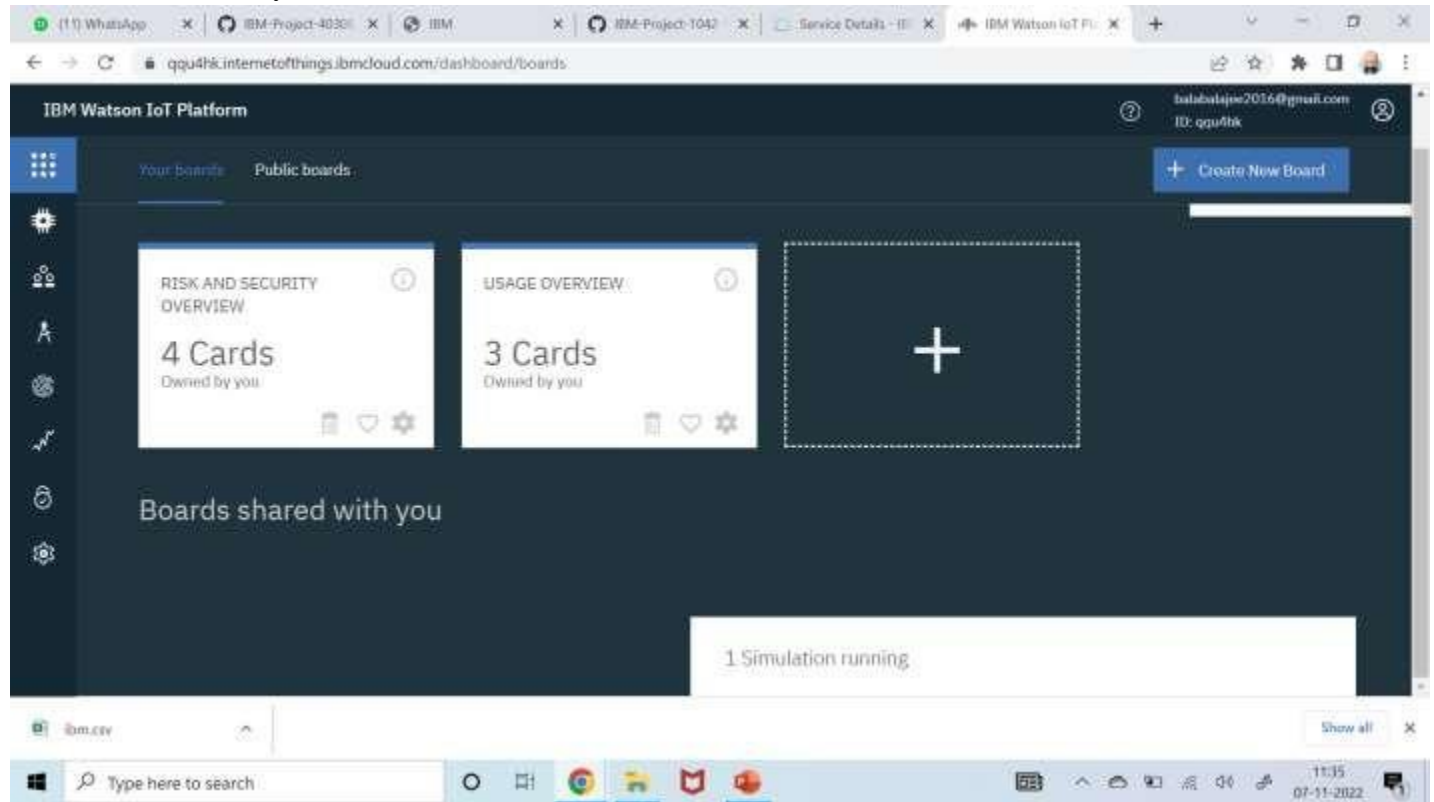 (11) WhatsApp
IBM-Project-4030
IBM
IBM-Project-1042
Service Details - IB
IBM Watson IoT Pl
qqu4hk.internetofthings.ibmcloud.com/dashboard/boards
IBM Watson IoT Platform
balabalajee2016@gmail.com
ID: qqu4hk
Your boards
Public boards
+ Create New Board
RISK AND SECURITY
OVERVIEW
4 Cards
Owned by you
USAGE OVERVIEW
3 Cards
Owned by you
Boards shared with you
1 Simulation running
ibm.csv
Show all
Type here to search
11:35
07-11-2022